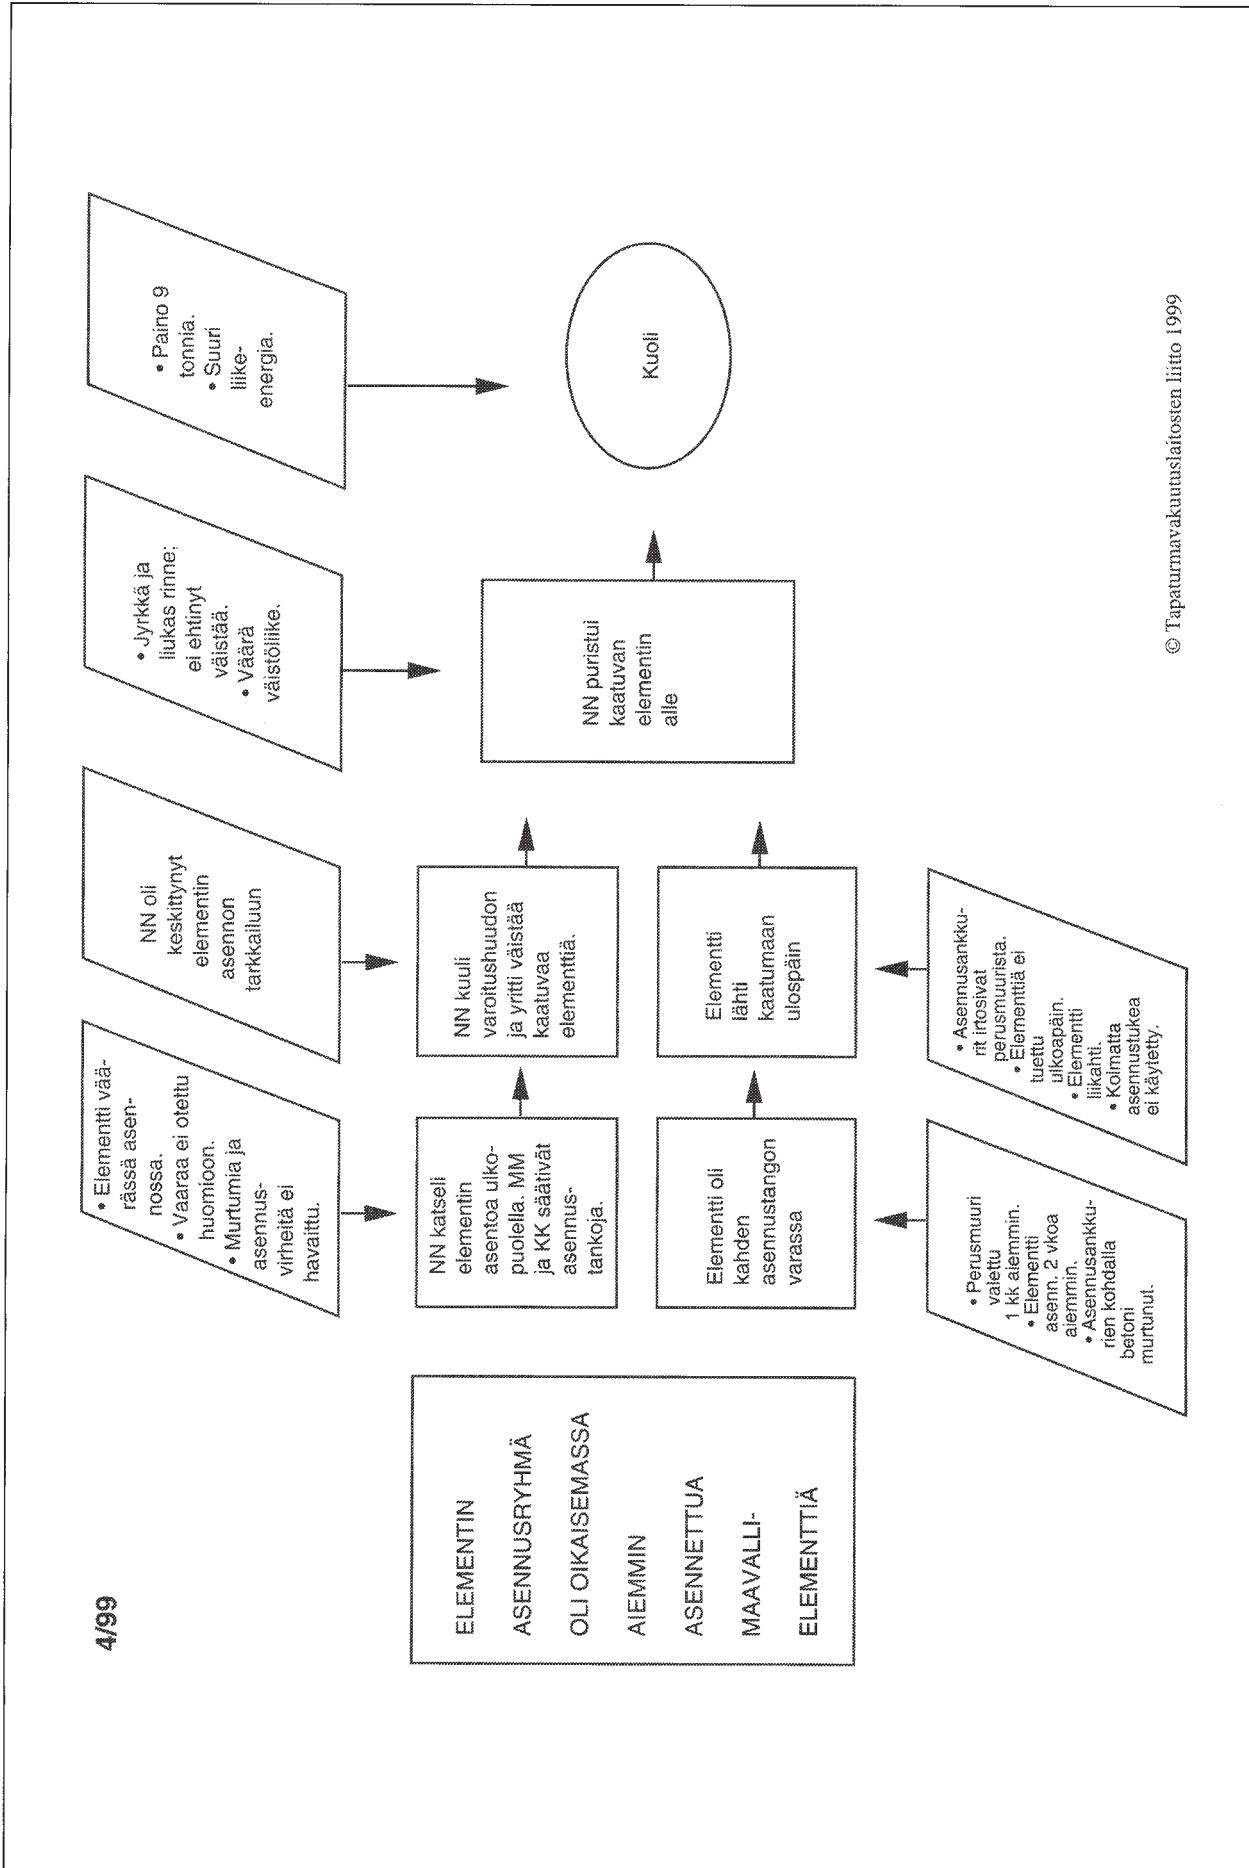 4/99
• Elementti vää-
rässä asen-
nossa.
• Vaaraa ei otettu
huomioon.
• Murtumia ja
asennus-
virheitä ei
havaittu.
NN oli
keskittynyt
elementin
asennon
tarkkailuun
• Jyrkkä ja
liukas rinne;
ei ehtinyt
väistää.
• Väärä
väistöliike.
• Paino 9
tonnia.
• Suuri
liike-
energia.
ELEMENTIN
ASENNUSRYHMÄ
OLI OIKAISEMASSA
AIEMMIN
ASENNETTUA
MAAVALLI-
ELEMENTTIÄ
NN katseli
elementin
asentoa ulko-
puolella. MM
ja KK säätivät
asennus-
tankoja.
NN kuuli
varoitushuudon
ja yritti väistää
kaatuvaa
elementtiä.
Elementti oli
kahden
asennustangon
varassa
Elementti
lähti
kaatumaan
ulospäin
NN puristui
kaatuvan
elementin
alle
Kuoli
• Perusmuuri
valettu
1 kk aiemmin.
• Elementti
asenn. 2 vkoa
aiemmin.
• Asennusankku-
rien kohdalla
betoni
murtunut.
• Asennusankku-
rit irtosivat
perusmuurista.
• Elementtiä ei
tuettu
ulkoapäin.
• Elementti
liikahti.
• Kolmatta
asennustukea
ei käytetty.
© Tapaturmavakuutuslaitosten liitto 1999